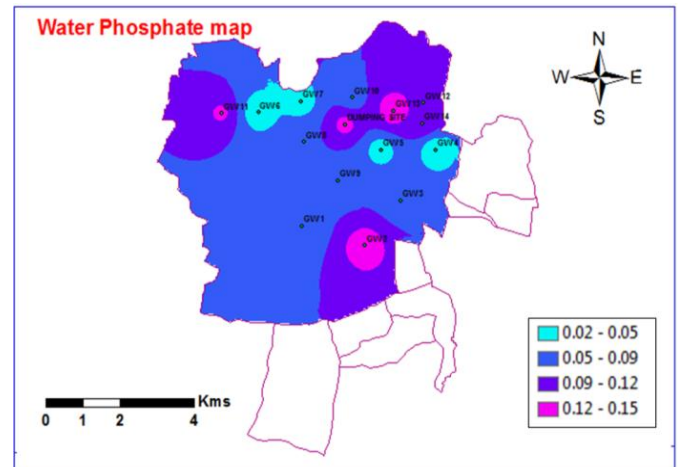 Water Phosphate map
N
W E
S
GW7
GW10
GW11
GW6
GW12
GW13
DUMPING SITE
GW14
GW8
GW5
GW4
GW9
GW3
GW1
GW2
0.02 - 0.05
0.05 - 0.09
0.09 - 0.12
0.12 - 0.15
Kms
0 1 2 4